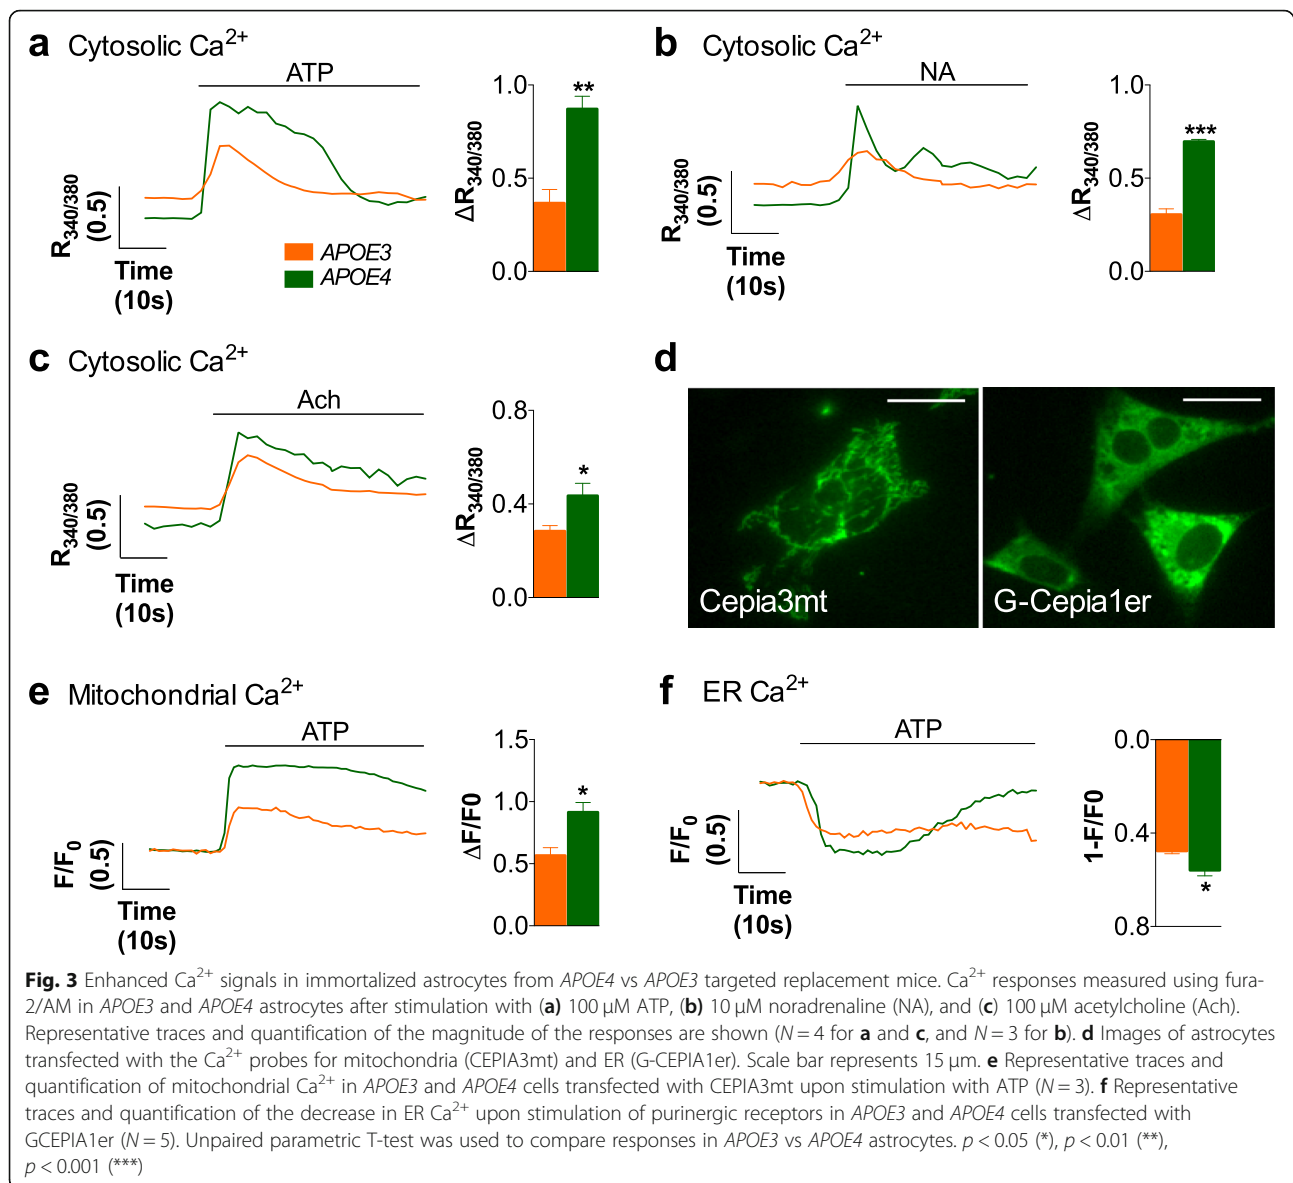 a Cytosolic Ca²⁺
ATP
R340/380
(0.5)
Time
(10s)
APOE3
APOE4
ΔR340/380
1.0
0.5
0.0
**
b Cytosolic Ca²⁺
NA
R340/380
(0.5)
Time
(10s)
ΔR340/380
1.0
0.5
0.0
***
c Cytosolic Ca²⁺
Ach
R340/380
(0.5)
Time
(10s)
ΔR340/380
0.8
0.4
0.0
*
d
Cepia3mt
G-Cepia1er
e Mitochondrial Ca²⁺
ATP
F/F0
(0.5)
Time
(10s)
ΔF/F0
1.5
1.0
0.5
0.0
*
f ER Ca²⁺
ATP
F/F0
(0.5)
Time
(10s)
1-F/F0
0.0
0.4
0.8
*
Fig. 3 Enhanced Ca²⁺ signals in immortalized astrocytes from APOE4 vs APOE3 targeted replacement mice. Ca²⁺ responses measured using fura-
2/AM in APOE3 and APOE4 astrocytes after stimulation with (a) 100 μM ATP, (b) 10 μM noradrenaline (NA), and (c) 100 μM acetylcholine (Ach).
Representative traces and quantification of the magnitude of the responses are shown (N = 4 for a and c, and N = 3 for b). d Images of astrocytes
transfected with the Ca²⁺ probes for mitochondria (CEPIA3mt) and ER (G-CEPIA1er). Scale bar represents 15 μm. e Representative traces and
quantification of mitochondrial Ca²⁺ in APOE3 and APOE4 cells transfected with CEPIA3mt upon stimulation with ATP (N = 3). f Representative
traces and quantification of the decrease in ER Ca²⁺ upon stimulation of purinergic receptors in APOE3 and APOE4 cells transfected with
GCEPIA1er (N = 5). Unpaired parametric T-test was used to compare responses in APOE3 vs APOE4 astrocytes. p < 0.05 (*), p < 0.01 (**),
p < 0.001 (***)